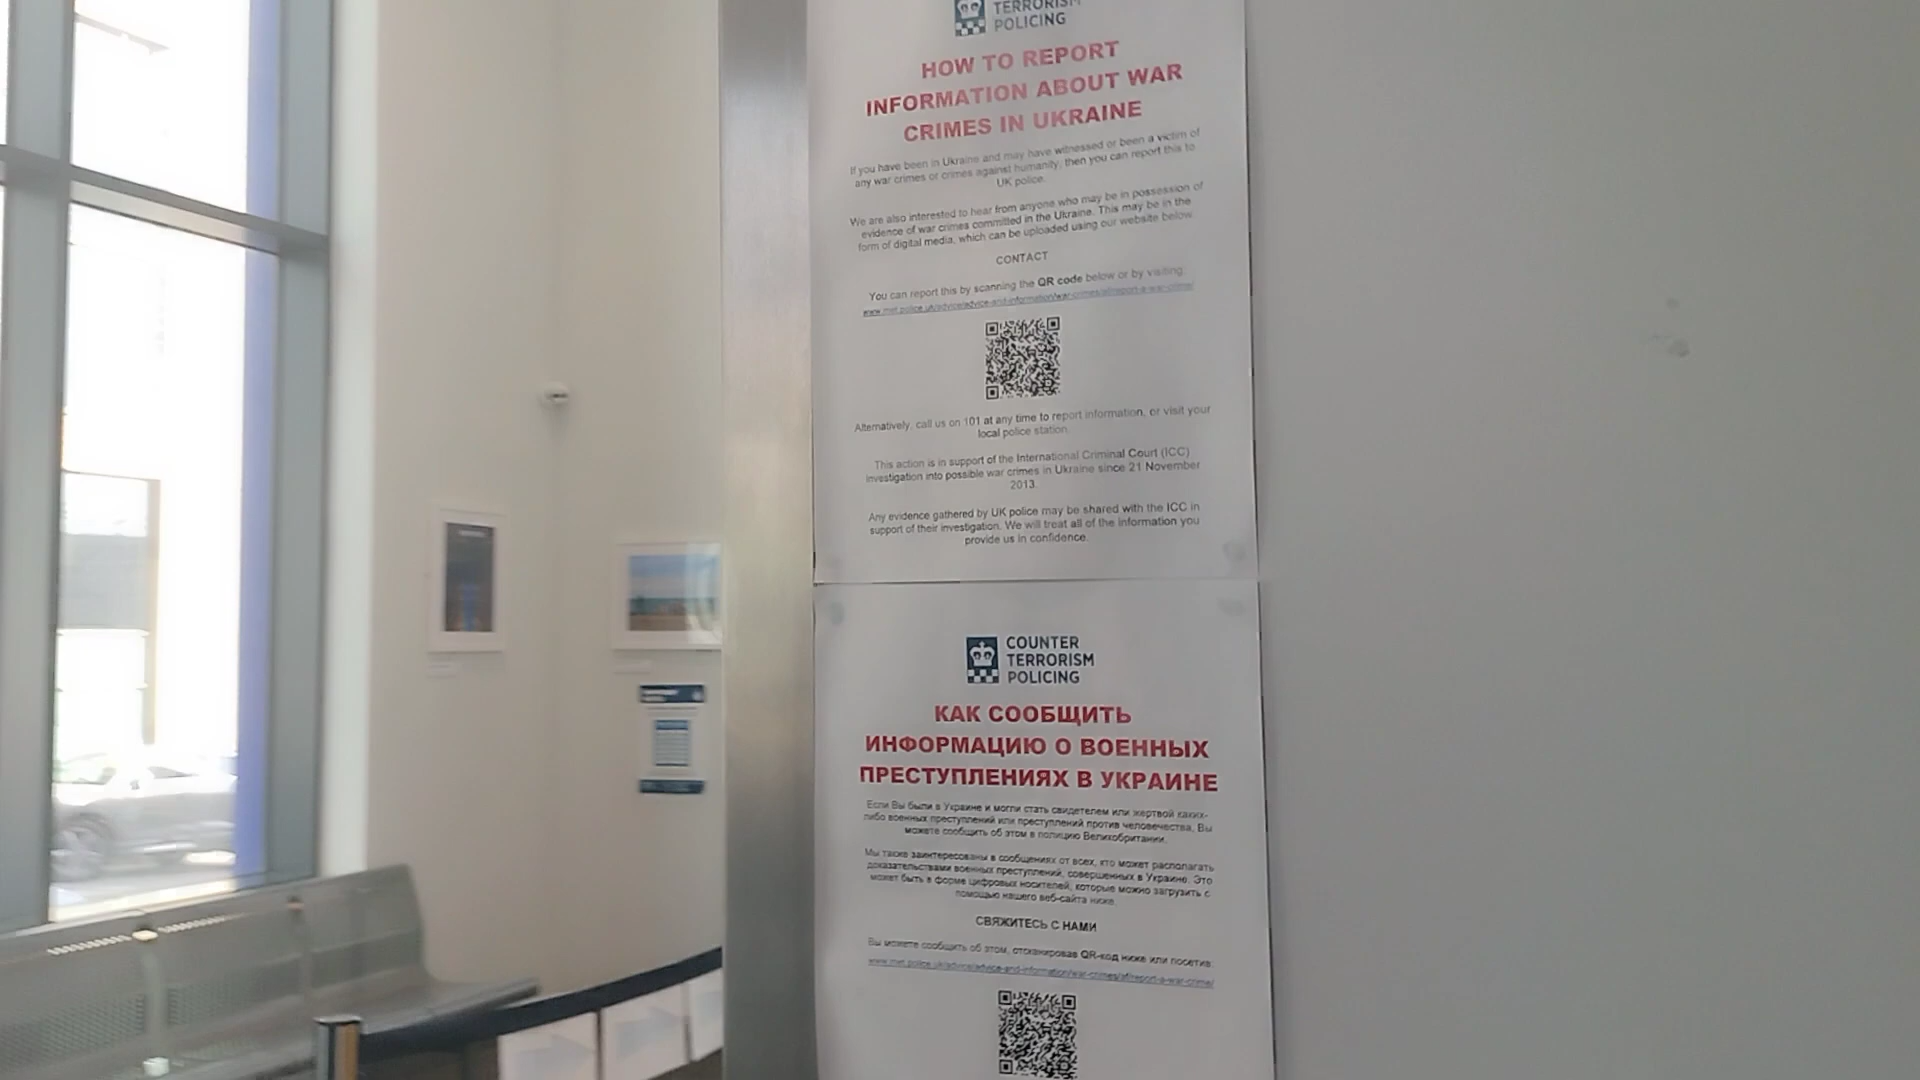 TERRORISM
POLICING
HOW TO REPORT
INFORMATION ABOUT WAR
CRIMES IN UKRAINE
If you have been in Ukraine and may have witnessed or been a victim of
any war crimes or crimes against humanity, then you can report this to
UK police.
We are also interested to hear from anyone who may be in possession of
evidence of war crimes committed in the Ukraine. This may be in the
form of digital media, which can be uploaded using our website below.
CONTACT
You can report this by scanning the QR code below or by visiting:
www.met.police.uk/advice/advice-and-information/war-crimes/af/report-a-war-crime/
Alternatively, call us on 101 at any time to report information, or visit your
local police station.
This action is in support of the International Criminal Court (ICC)
investigation into possible war crimes in Ukraine since 21 November
2013.
Any evidence gathered by UK police may be shared with the ICC in
support of their investigation. We will treat all of the information you
provide us in confidence.
COUNTER
TERRORISM
POLICING
КАК СООБЩИТЬ
ИНФОРМАЦИЮ О ВОЕННЫХ
ПРЕСТУПЛЕНИЯХ В УКРАИНЕ
Если Вы были в Украине и могли стать свидетелем или жертвой каких-
либо военных преступлений или преступлений против человечества, Вы
можете сообщить об этом в полицию Великобритании.
Мы также заинтересованы в сообщениях от всех, кто может располагать
доказательствами военных преступлений, совершенных в Украине. Это
может быть в форме цифровых носителей, которые можно загрузить с
помощью нашего веб-сайта ниже.
СВЯЖИТЕСЬ С НАМИ
Вы можете сообщить об этом, отсканировав QR-код ниже или посетив:
www.met.police.uk/advice/advice-and-information/war-crimes/af/report-a-war-crime/